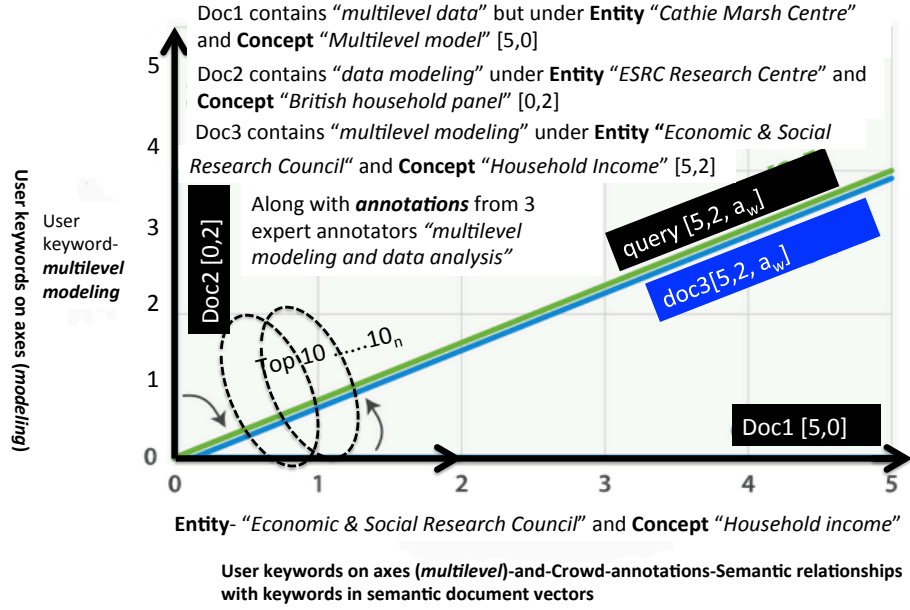 Doc1 contains “multilevel data” but under Entity “Cathie Marsh Centre”
and Concept “Multilevel model” [5,0]
Doc2 contains “data modeling” under Entity “ESRC Research Centre” and
Concept “British household panel” [0,2]
Doc3 contains “multilevel modeling” under Entity “Economic & Social
Research Council“ and Concept “Household Income” [5,2]
Along with annotations from 3
expert annotators “multilevel
modeling and data analysis”
User keywords on axes (modeling)
User
keyword-
multilevel
modeling
5
4
3
2
1
0
Doc2 [0,2]
query [5,2, a_w]
doc3[5,2, a_w]
Top 10 ......10_n
Doc1 [5,0]
0 1 2 3 4 5
Entity- “Economic & Social Research Council” and Concept “Household income”
User keywords on axes (multilevel)-and-Crowd-annotations-Semantic relationships
with keywords in semantic document vectors